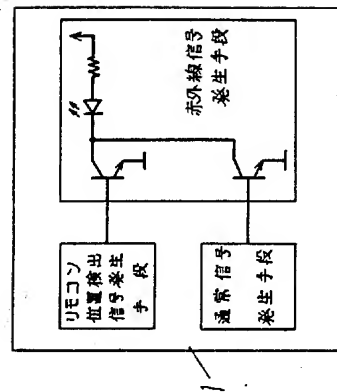 赤外線信号
発生手段
リモコン
位置検出
信号発生
手 段
通常信号
発生手段
1